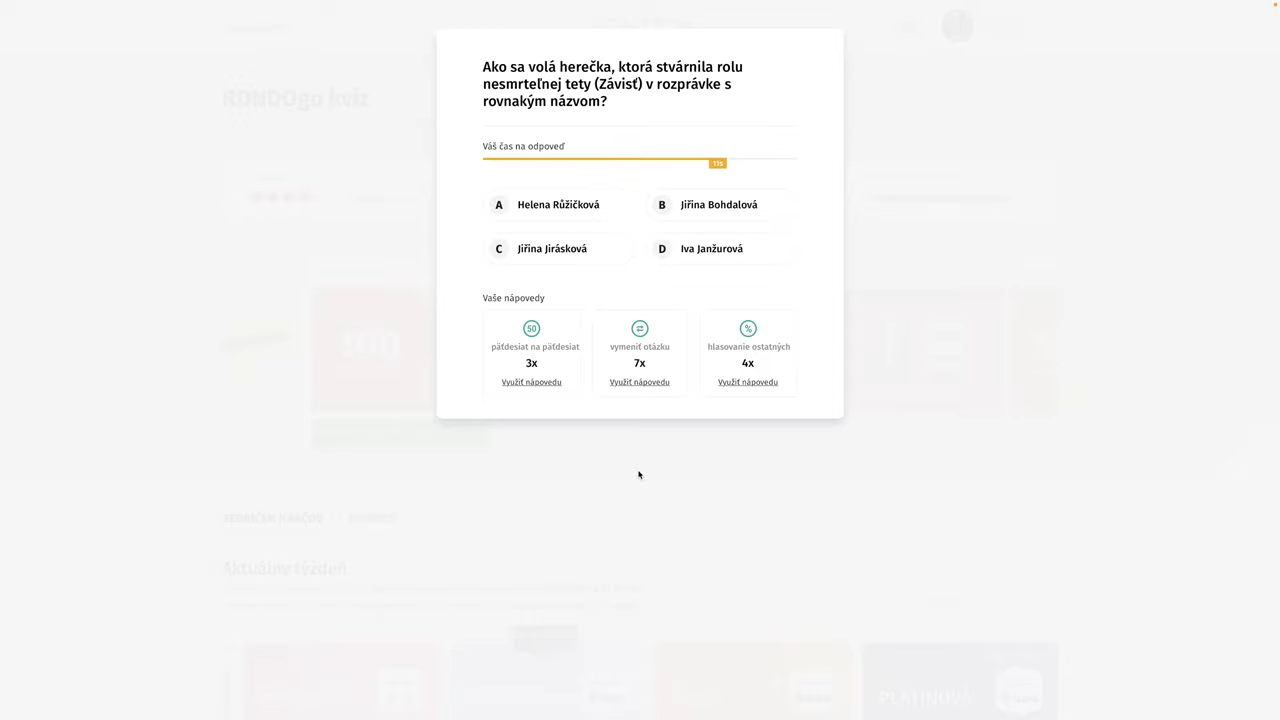 Ako sa volá herečka, ktorá stvárnila rolu
nesmrteľnej tety (Závisť) v rozprávke s
rovnakým názvom?
Váš čas na odpoveď
11s
A Helena Růžičková
B Jiřina Bohdalová
C Jiřina Jirásková
D Iva Janžurová
Vaše nápovedy
50
%
päťdesiat na päťdesiat
vymeniť otázku
hlasovanie ostatných
3x
7x
4x
Využiť nápovedu
Využiť nápovedu
Využiť nápovedu
Aktuálny týždeň